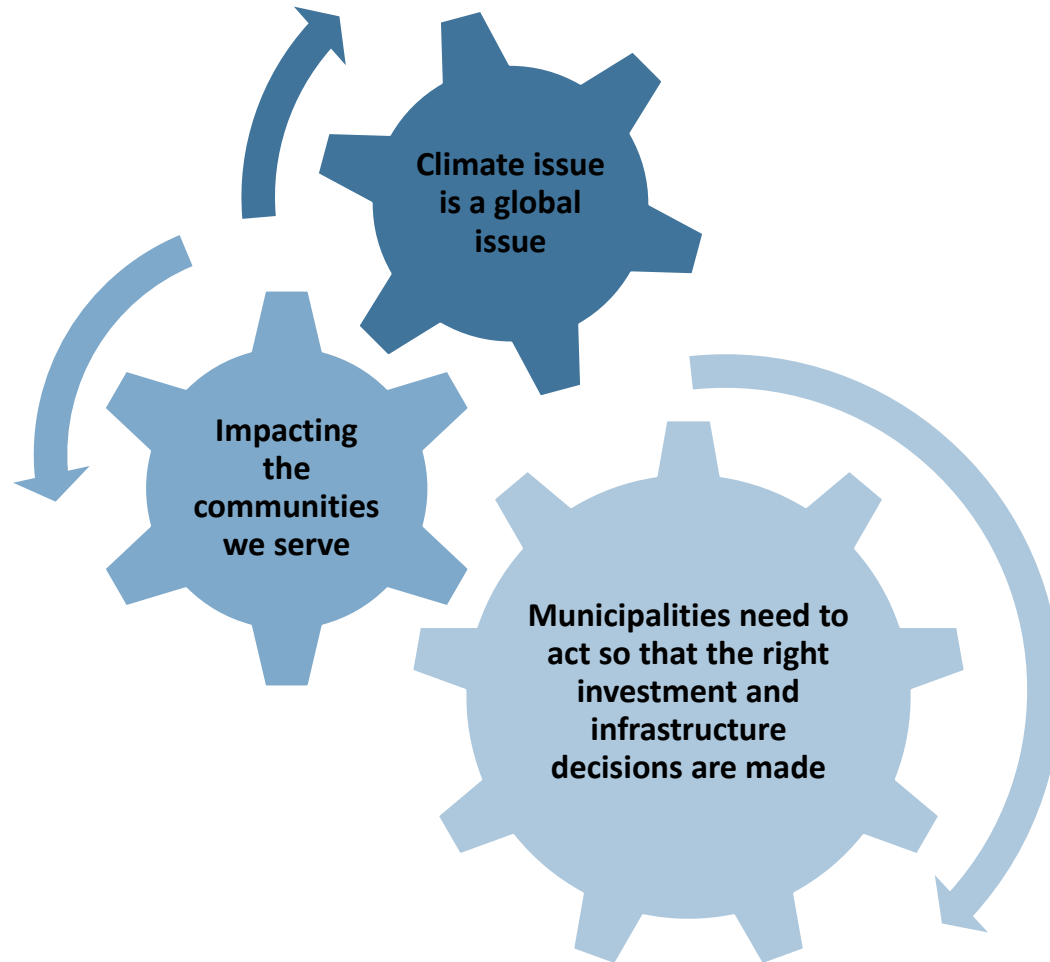 Climate issue
is a global
issue
Impacting
the
communities
we serve
Municipalities need to
act so that the right
investment and
infrastructure
decisions are made